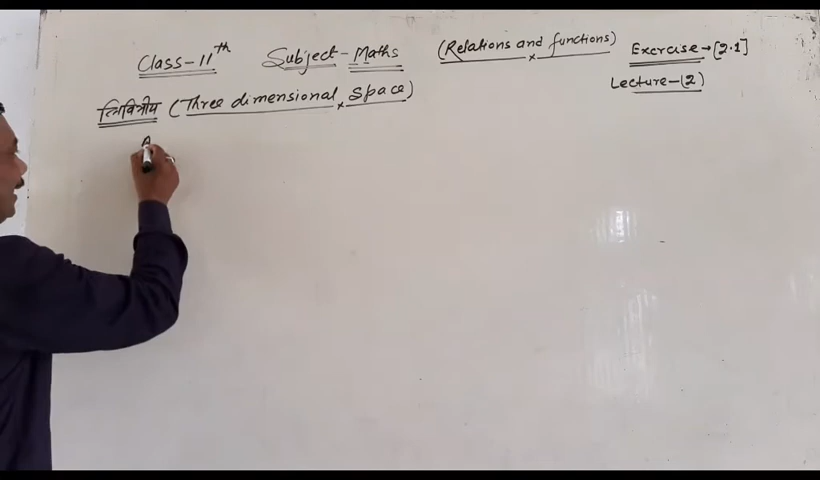 Class-11th Subject-Maths (Relations and functions) Exercise→[2.1]
Lecture-(2)
त्रिविमीय (Three dimensional space)
A